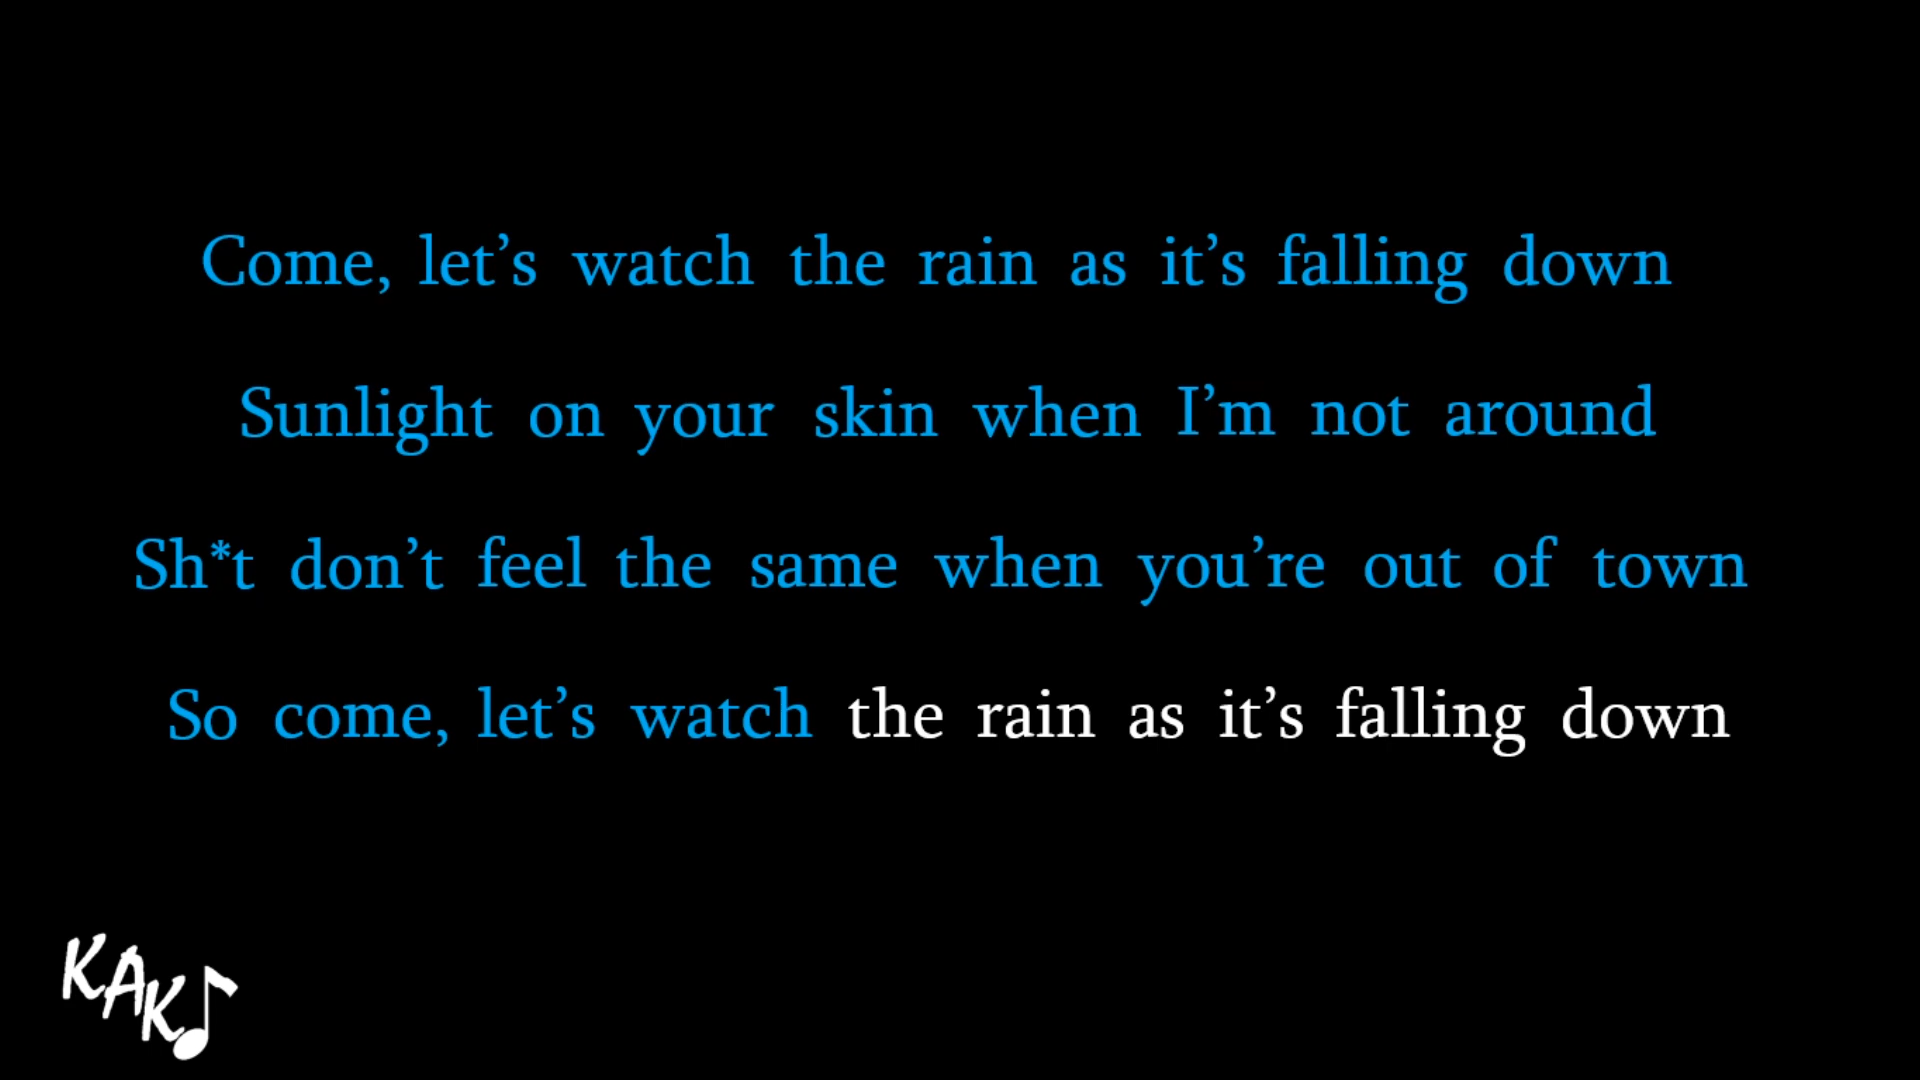 Come, let’s watch the rain as it’s falling down
Sunlight on your skin when I’m not around
Sh*t don’t feel the same when you’re out of town
So come, let’s watch the rain as it’s falling down
KAK